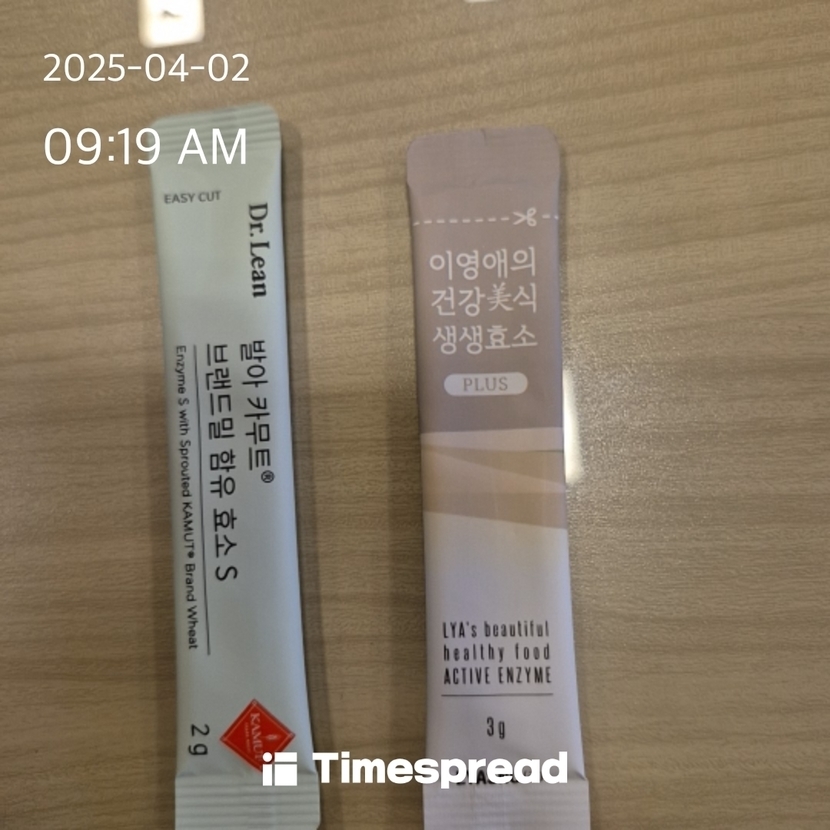 2025-04-02
09:19 AM
EASY CUT
Dr.Lean
발아 카무트®
브랜드밀 함유 효소 S
Enzyme S with Sprouted KAMUT® Brand Wheat
KAMUT
2g
이영애의
건강美식
생생효소
PLUS
LYA's beautiful
healthy food
ACTIVE ENZYME
3g
Timespread